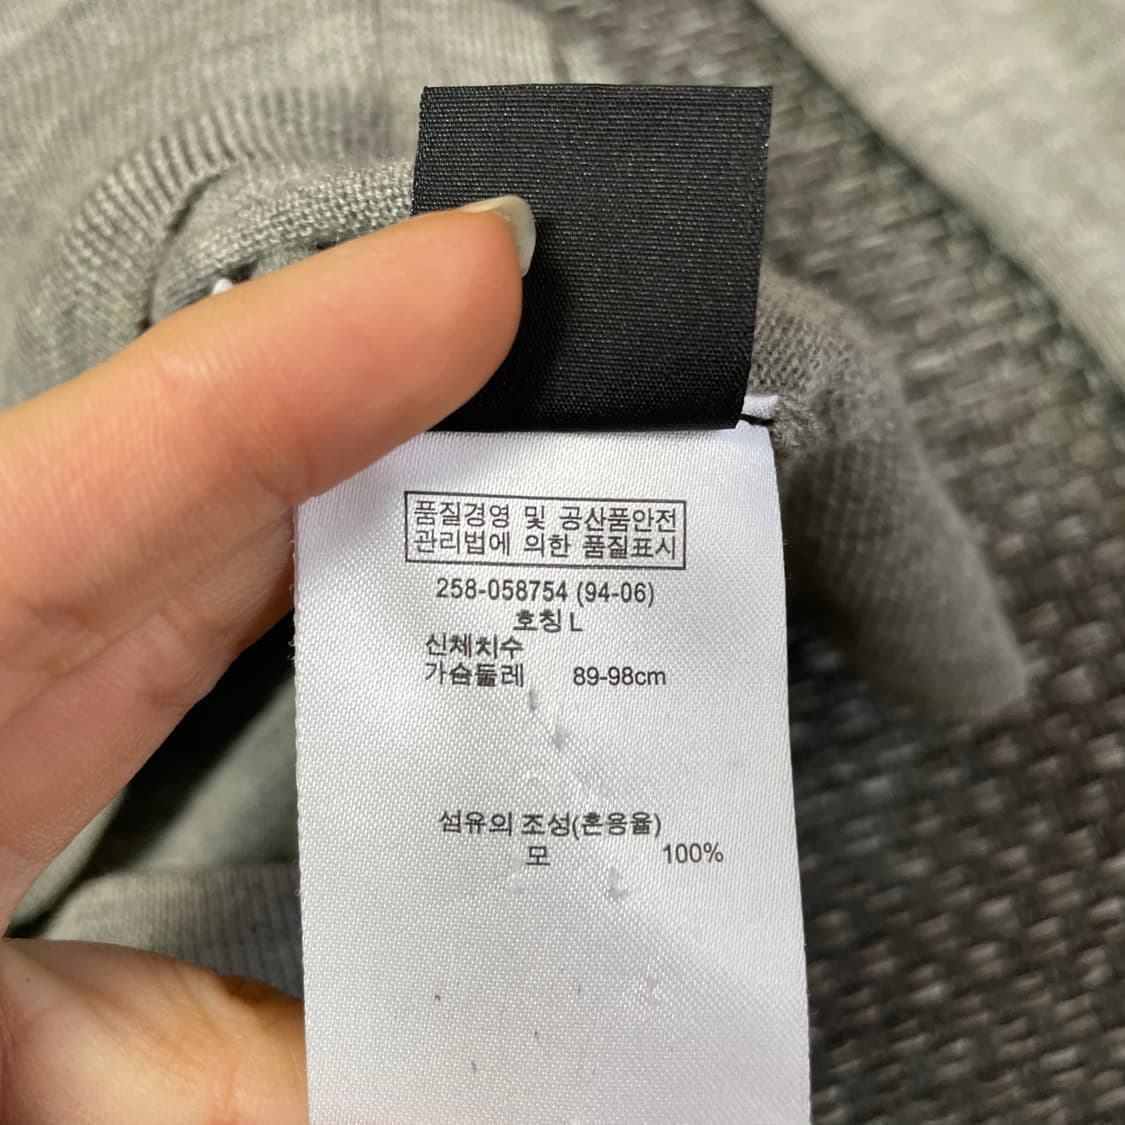 품질경영 및 공산품안전
관리법에 의한 품질표시
258-058754 (94-06)
호칭 L
신체치수
가슴둘레 89-98cm
섬유의 조성(혼용율)
모 100%